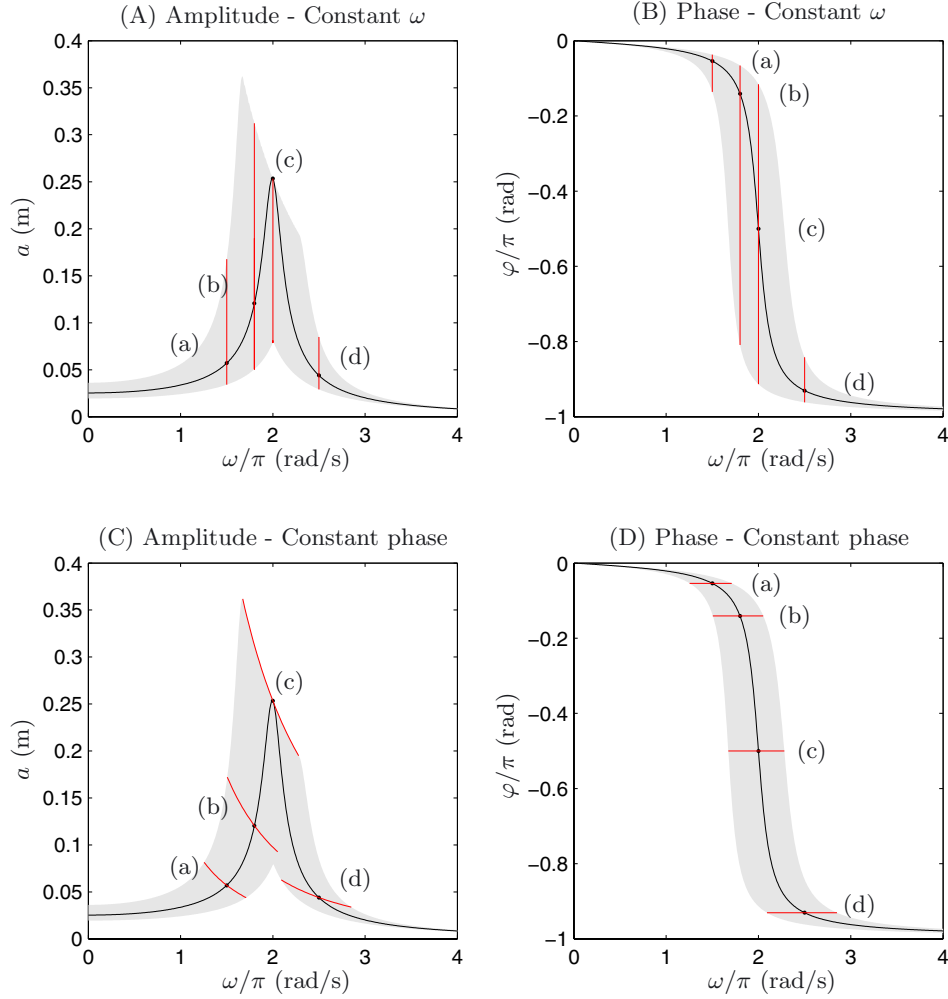 (A) Amplitude - Constant ω
(B) Phase - Constant ω
0.4
0.35
0.3
0.25
0.2
0.15
0.1
0.05
0
a (m)
(a)
(b)
(c)
(d)
0
1
2
3
4
ω/π (rad/s)
0
−0.2
−0.4
−0.6
−0.8
−1
φ/π (rad)
(a)
(b)
(c)
(d)
0
1
2
3
4
ω/π (rad/s)
(C) Amplitude - Constant phase
(D) Phase - Constant phase
0.4
0.35
0.3
0.25
0.2
0.15
0.1
0.05
0
a (m)
(a)
(b)
(c)
(d)
0
1
2
3
4
ω/π (rad/s)
0
−0.2
−0.4
−0.6
−0.8
−1
φ/π (rad)
(a)
(b)
(c)
(d)
0
1
2
3
4
ω/π (rad/s)